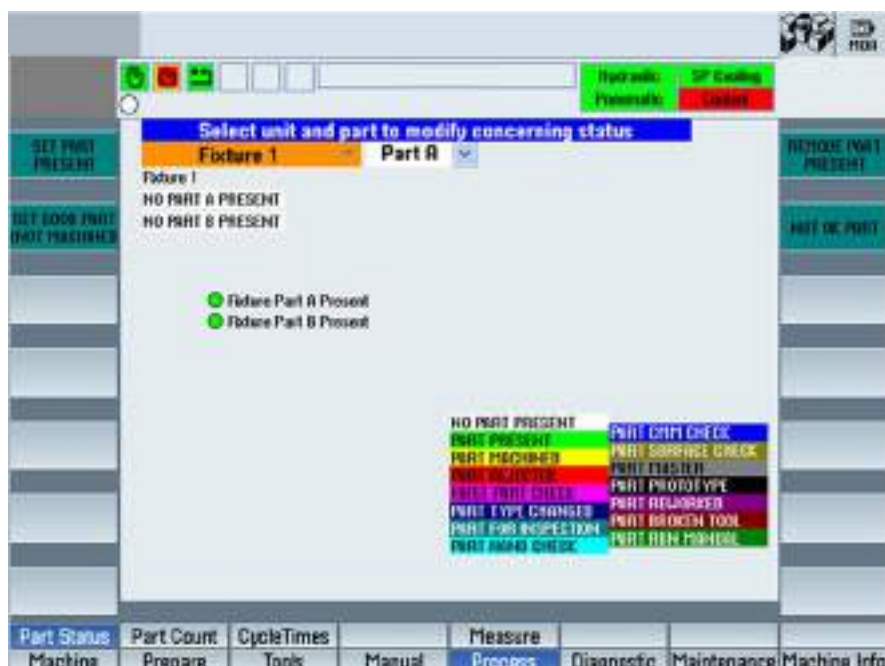 MDA
Hydraulic SP Cooling
Pneumatic Coolant
Select unit and part to modify concerning status
SET PART PRESENT
Fixture 1 Part A
REMOVE PART PRESENT
Fixture 1
NO PART A PRESENT
NO PART B PRESENT
SET GOOD PART
(NOT MACHINED
NOT OK PART
Fixture Part A Present
Fixture Part B Present
NO PART PRESENT
PART PRESENT
PART MACHINED
PART REJECTED
FIRST PART CHECK
PART TYPE CHANGED
PART FOR INSPECTION
PART HAND CHECK
PART CMM CHECK
PART SURFACE CHECK
PART MASTER
PART PROTOTYPE
PART REWORKED
PART BROKEN TOOL
PART RUN MANUAL
Part Status Part Count CycleTimes Measure
Machine Prepare Tools Manual Process Diagnostic Maintenance Machine Info